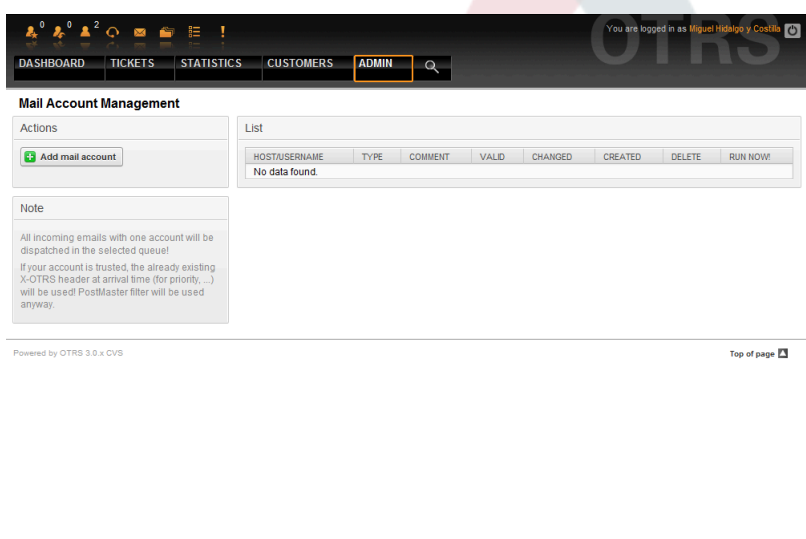 0 0 2
You are logged in as Miguel Hidalgo y Costilla
OTRS
DASHBOARD TICKETS STATISTICS CUSTOMERS ADMIN
Mail Account Management
Actions
Add mail account
List
HOST/USERNAME TYPE COMMENT VALID CHANGED CREATED DELETE RUN NOW!
No data found.
Note
All incoming emails with one account will be
dispatched in the selected queue!
If your account is trusted, the already existing
X-OTRS header at arrival time (for priority, ...)
will be used! PostMaster filter will be used
anyway.
Powered by OTRS 3.0.x CVS
Top of page